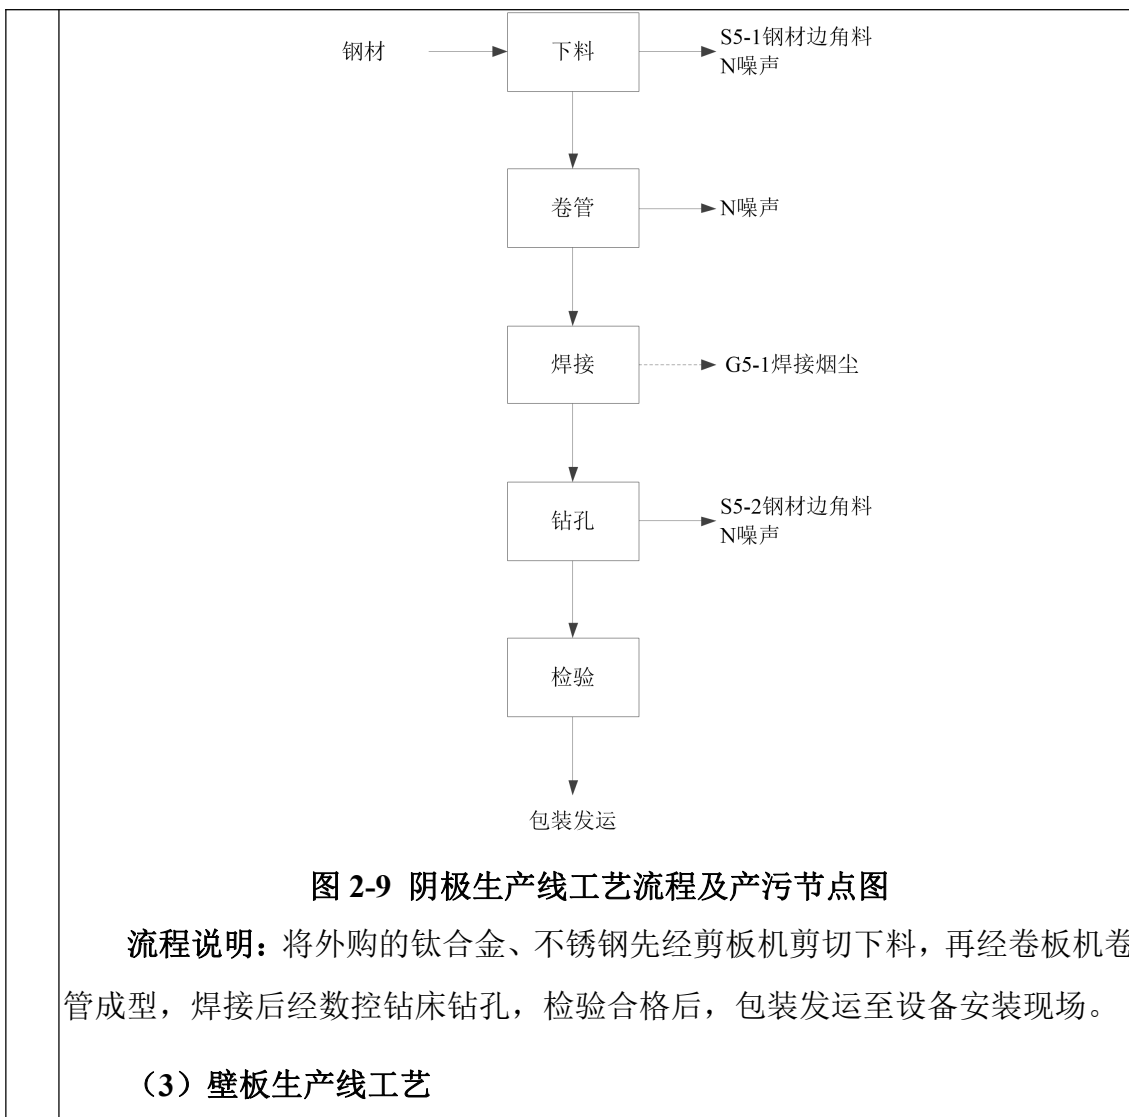 钢材
下料
S5-1钢材边角料
N噪声
卷管
N噪声
焊接
G5-1焊接烟尘
钻孔
S5-2钢材边角料
N噪声
检验
包装发运
图 2-9 阴极生产线工艺流程及产污节点图
流程说明：将外购的钛合金、不锈钢先经剪板机剪切下料，再经卷板机卷
管成型，焊接后经数控钻床钻孔，检验合格后，包装发运至设备安装现场。
（3）壁板生产线工艺